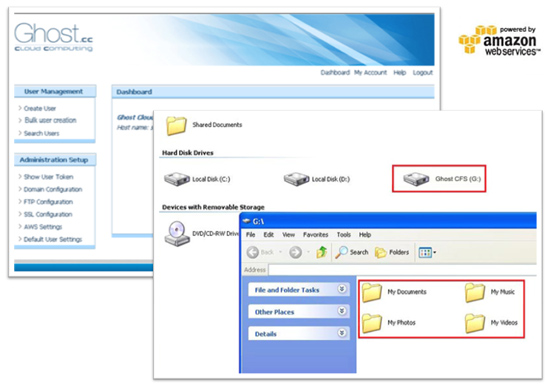 Ghost.cc
CLOUD COMPUTING
powered by
amazon
webservices™
Dashboard My Account Help Logout
User Management
> Create User
> Bulk user creation
> Search Users
Administration Setup
> Show User Token
> Domain Configuration
> FTP Configuration
> SSL Configuration
> AWS Settings
> Default User Settings
Dashboard
Ghost Clou
Host name:
Shared Documents
Hard Disk Drives
Local Disk (C:)
Local Disk (D:)
Ghost CFS (G:)
Devices with Removable Storage
DVD/CD-RW Drive
G:\
File Edit View Favorites Tools Help
Back
Search
Folders
Address
File and Folder Tasks
Other Places
Details
My Documents
My Music
My Photos
My Videos